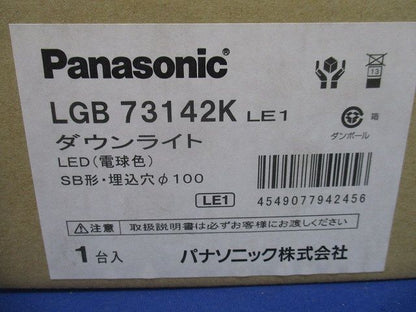 Panasonic
LGB 73142K LE1
ダウンライト
LED(電球色)
SB形・埋込穴φ100
LE1
13
箱
ダンボール
4549077942456
⚠注意 取扱説明書は必ずお客様にお渡しください
1台入
パナソニック株式会社